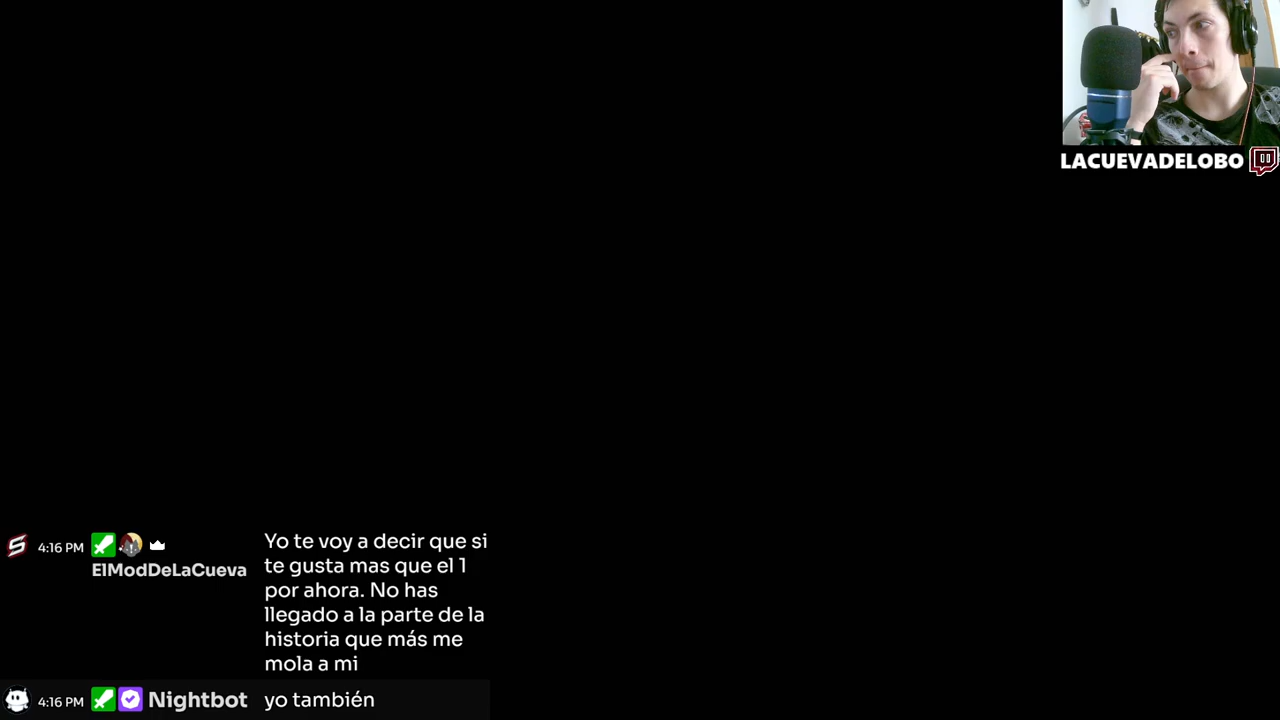 LACUEVADELOBO
4:16 PM
ElModDeLaCueva
Yo te voy a decir que si
te gusta mas que el 1
por ahora. No has
llegado a la parte de la
historia que más me
mola a mi
4:16 PM Nightbot yo también